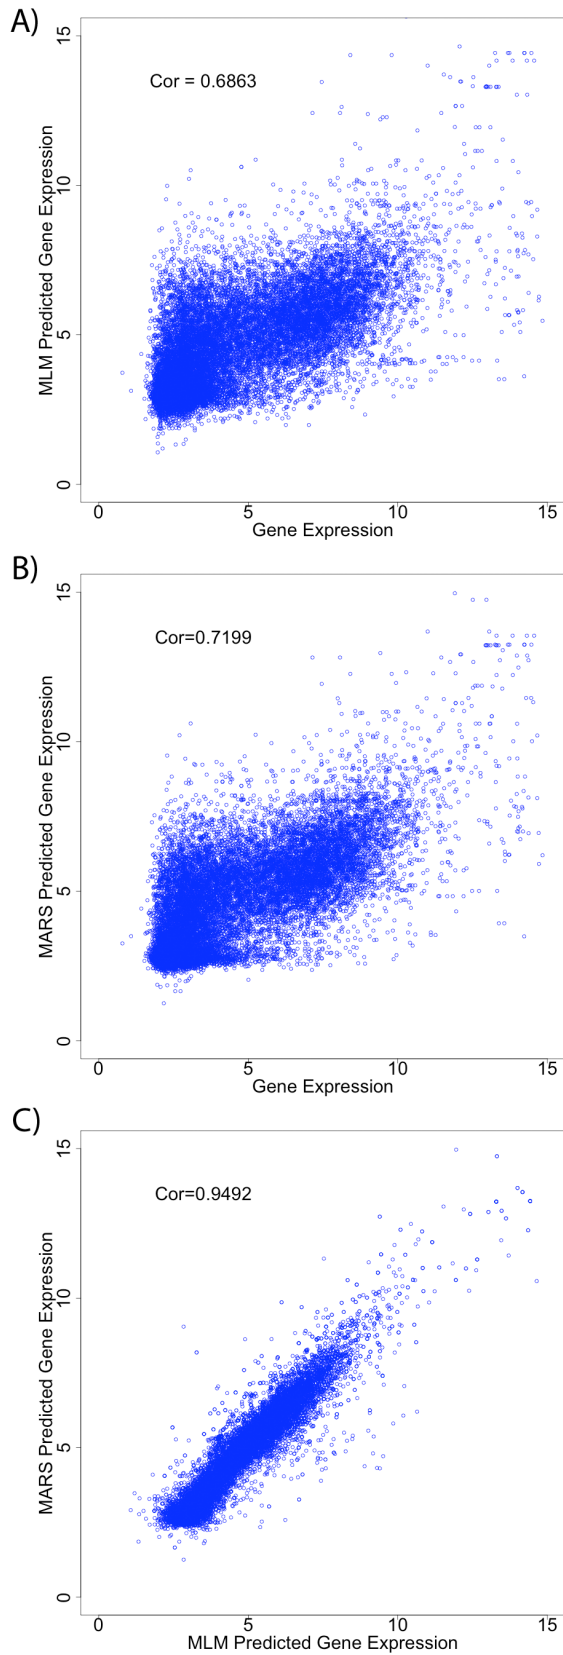 A)
Cor = 0.6863
MLM Predicted Gene Expression
0
5
10
15
0
5
10
15
Gene Expression
B)
Cor=0.7199
MARS Predicted Gene Expression
0
5
10
15
0
5
10
15
Gene Expression
C)
Cor=0.9492
MARS Predicted Gene Expression
0
5
10
15
0
5
10
15
MLM Predicted Gene Expression